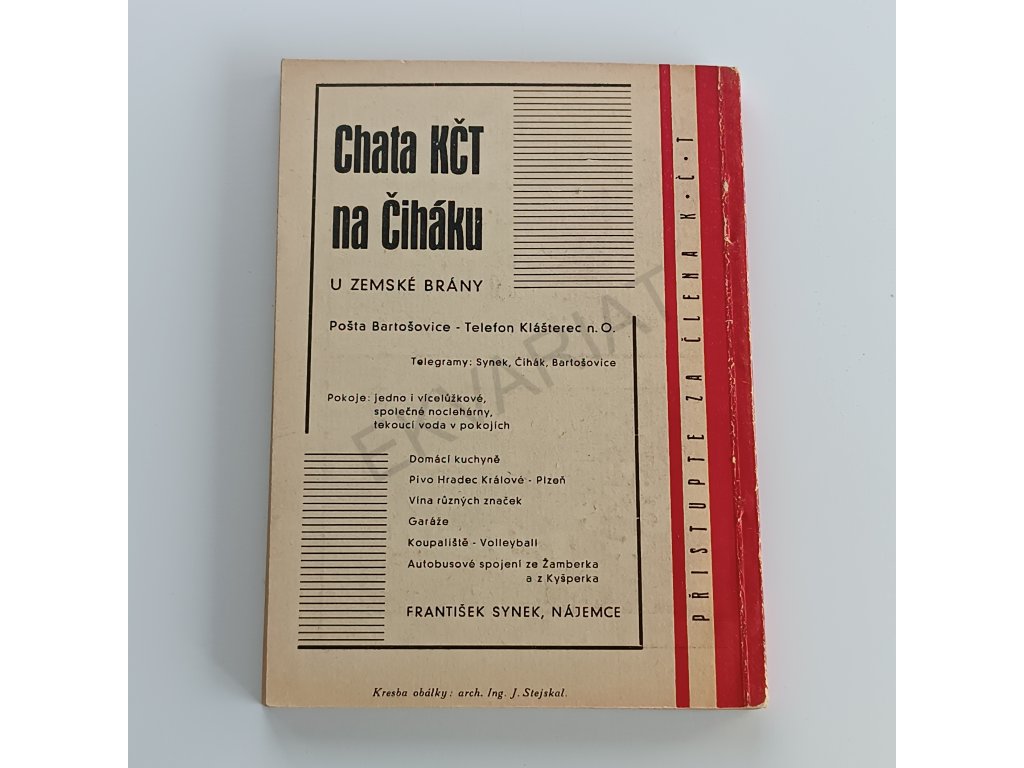 Chata KČT
na Čiháku
U ZEMSKÉ BRÁNY
Pošta Bartošovice - Telefon Klášterec n. O.
Telegramy: Synek, Čihák, Bartošovice
Pokoje: jedno i vícelůžkové,
společné noclehárny,
tekoucí voda v pokojích
Domácí kuchyně
Pivo Hradec Králové - Plzeň
Vína různých značek
Garáže
Koupaliště - Volleyball
Autobusové spojení ze Žamberka
a z Kyšperka
FRANTIŠEK SYNEK, NÁJEMCE
Kresba obálky: arch. Ing. J. Stejskal.
PŘISTUPTE ZA ČLENA K·Č·T
EKVARIAT